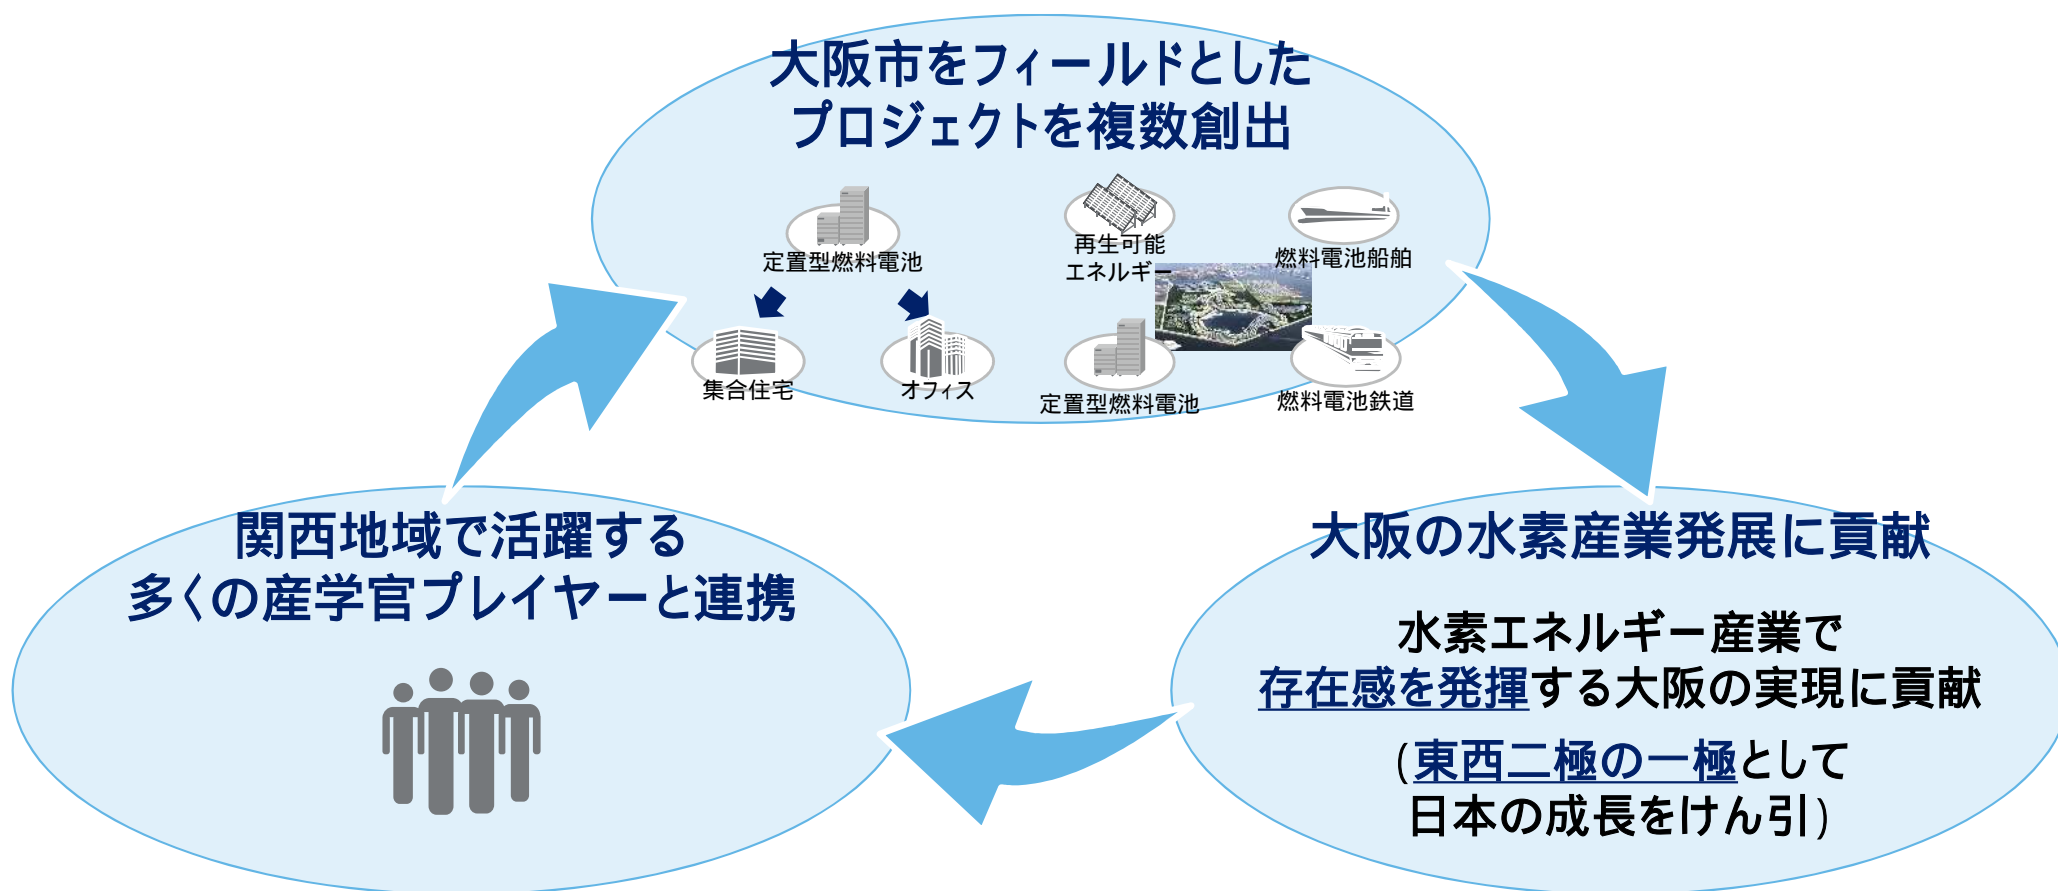 大阪市をフィールドとした
プロジェクトを複数創出
定置型燃料電池
集合住宅
オフィス
再生可能
エネルギー
燃料電池船舶
定置型燃料電池
燃料電池鉄道
関西地域で活躍する
多くの産学官プレイヤーと連携
大阪の水素産業発展に貢献
水素エネルギー産業で
存在感を発揮する大阪の実現に貢献
(東西二極の一極として
日本の成長をけん引)